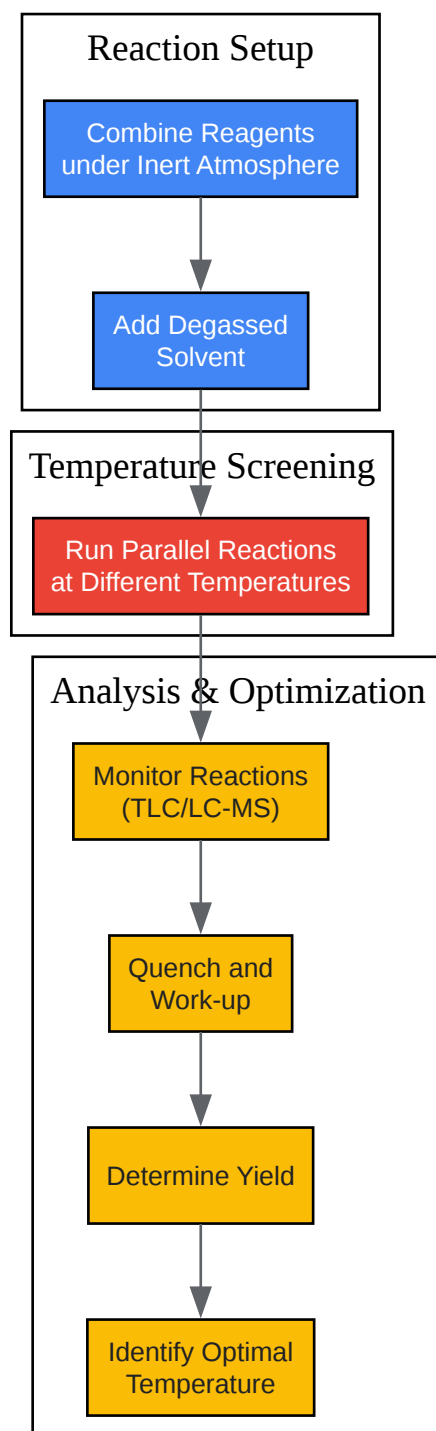 Reaction Setup
Combine Reagents
under Inert Atmosphere
Add Degassed
Solvent
Temperature Screening
Run Parallel Reactions
at Different Temperatures
Analysis & Optimization
Monitor Reactions
(TLC/LC-MS)
Quench and
Work-up
Determine Yield
Identify Optimal
Temperature